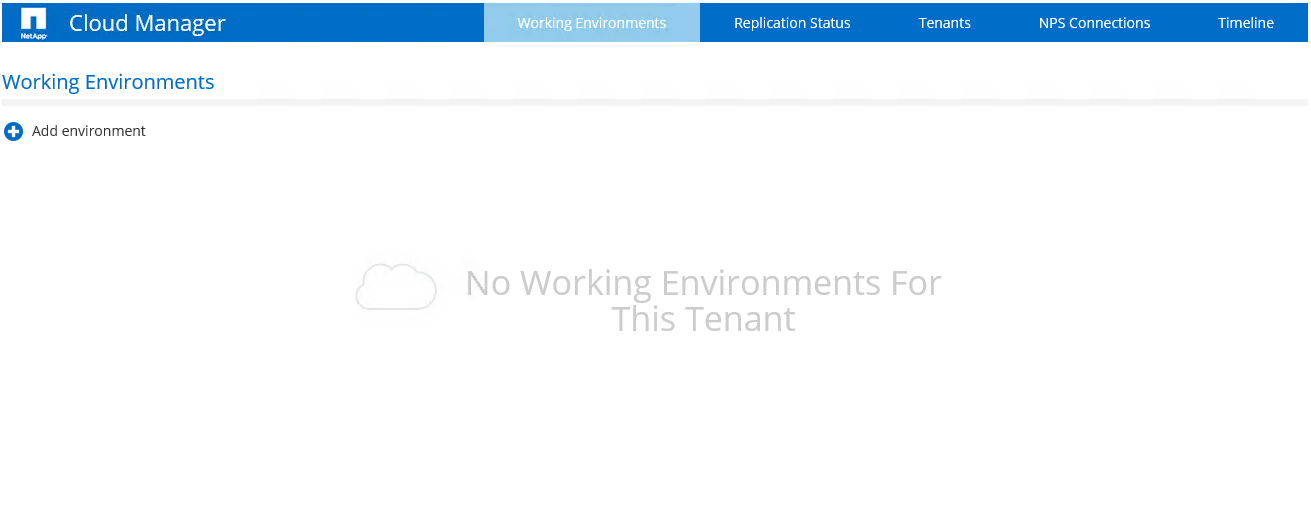 NetApp
Cloud Manager
Working Environments
Replication Status
Tenants
NPS Connections
Timeline
Working Environments
Add environment
No Working Environments For
This Tenant